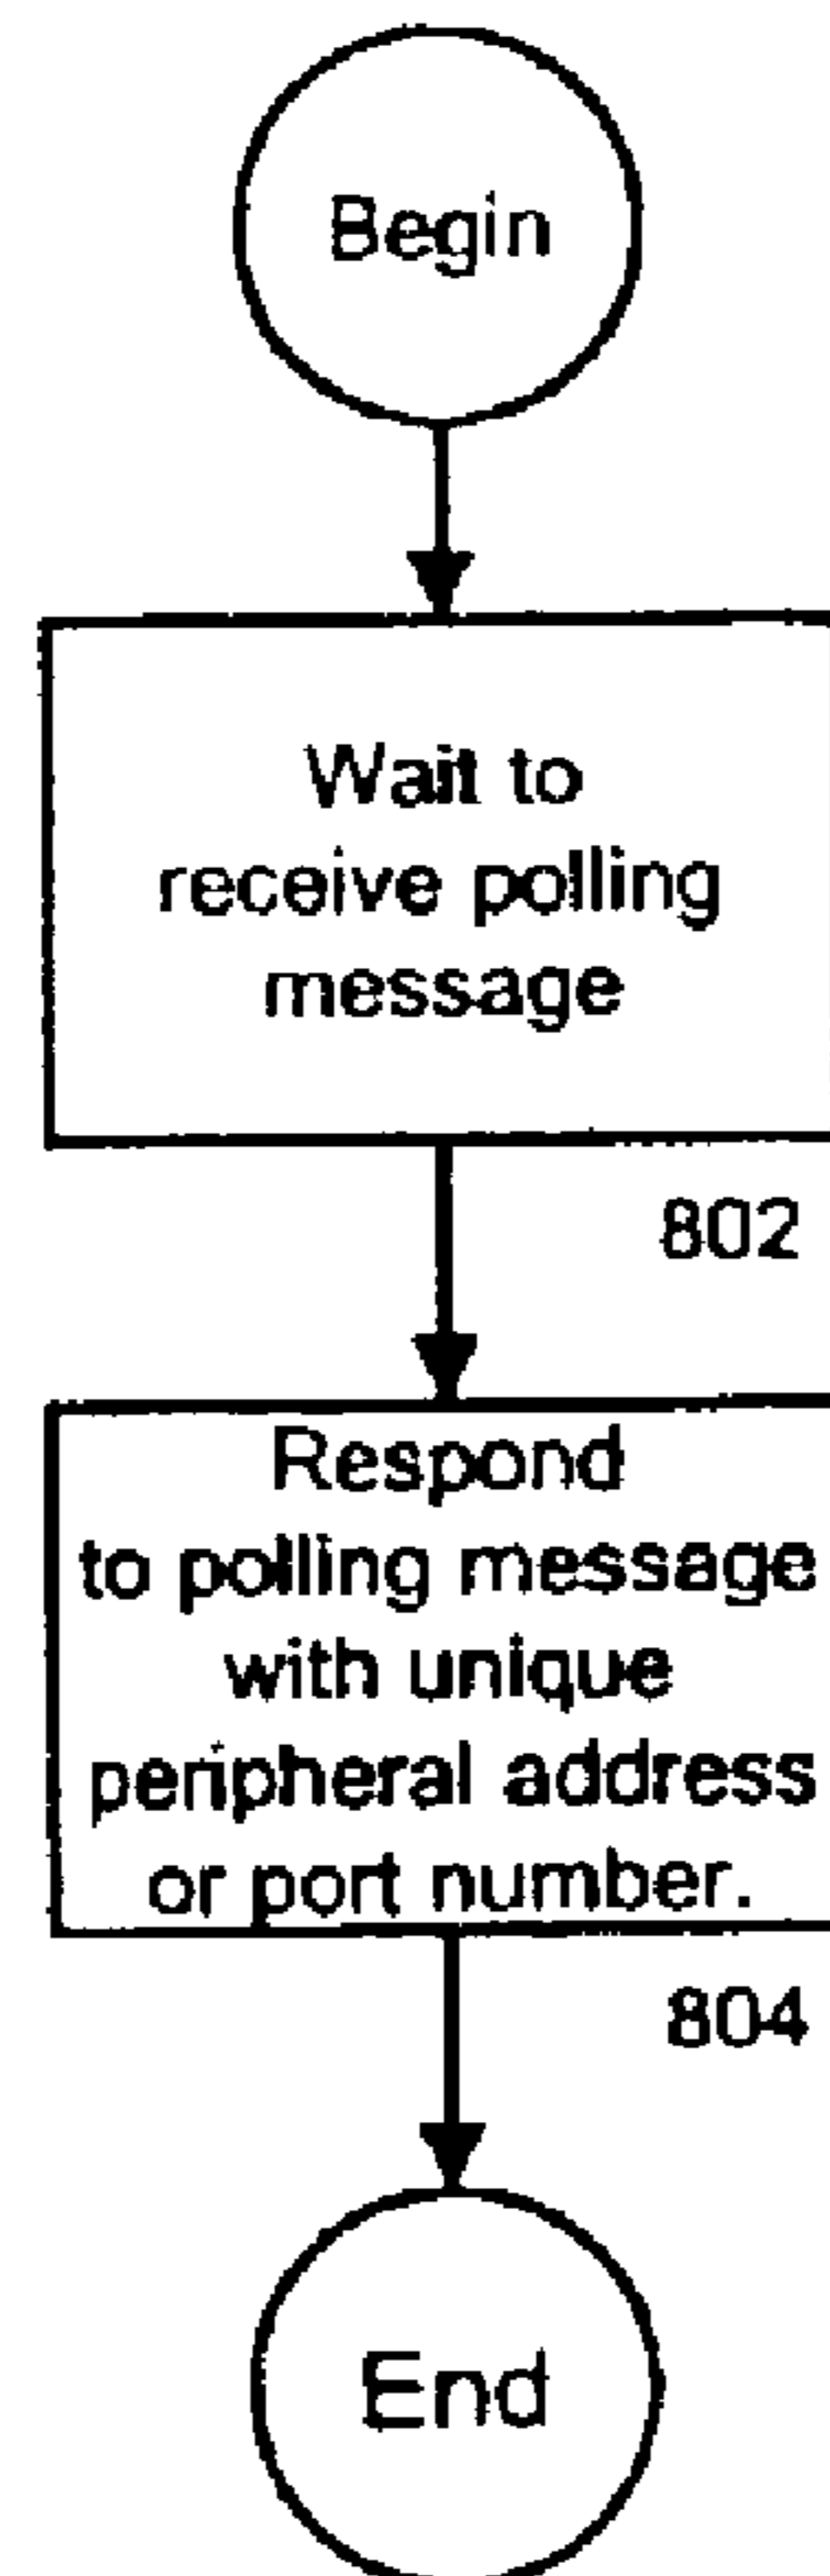 Begin
Wait to
receive polling
message
802
Respond
to polling message
with unique
peripheral address
or port number.
804
End